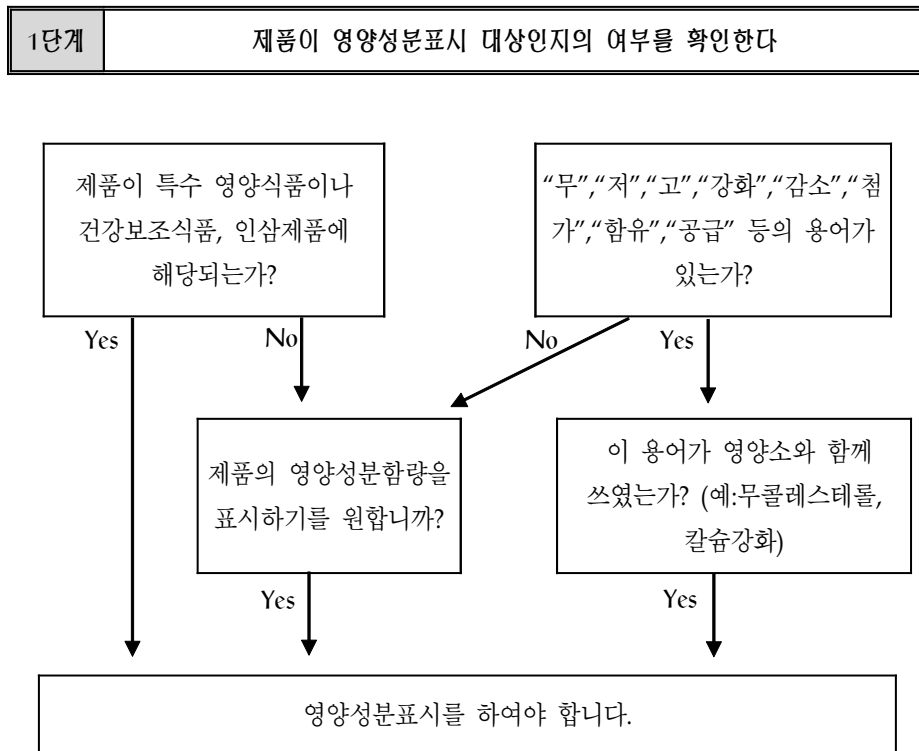 1단계
제품이 영양성분표시 대상인지의 여부를 확인한다
제품이 특수 영양식품이나
건강보조식품, 인삼제품에
해당되는가?
“무”,“저”,“고”,“강화”,“감소”,“첨
가”,“함유”,“공급” 등의 용어가
있는가?
Yes
No
No
Yes
제품의 영양성분함량을
표시하기를 원합니까?
이 용어가 영양소와 함께
쓰였는가? (예:무콜레스테롤,
칼슘강화)
Yes
Yes
영양성분표시를 하여야 합니다.